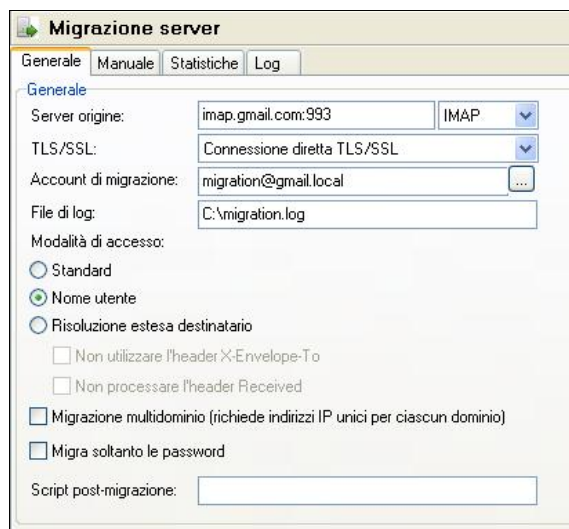 Migrazione server
Generale Manuale Statistiche Log
Generale
Server origine: imap.gmail.com:993 IMAP
TLS/SSL: Connessione diretta TLS/SSL
Account di migrazione: migration@gmail.local ...
File di log: C:\migration.log
Modalità di accesso:
Standard
Nome utente
Risoluzione estesa destinatario
Non utilizzare l'header X-Envelope-To
Non processare l'header Received
Migrazione multidominio (richiede indirizzi IP unici per ciascun dominio)
Migra soltanto le password
Script post-migrazione: